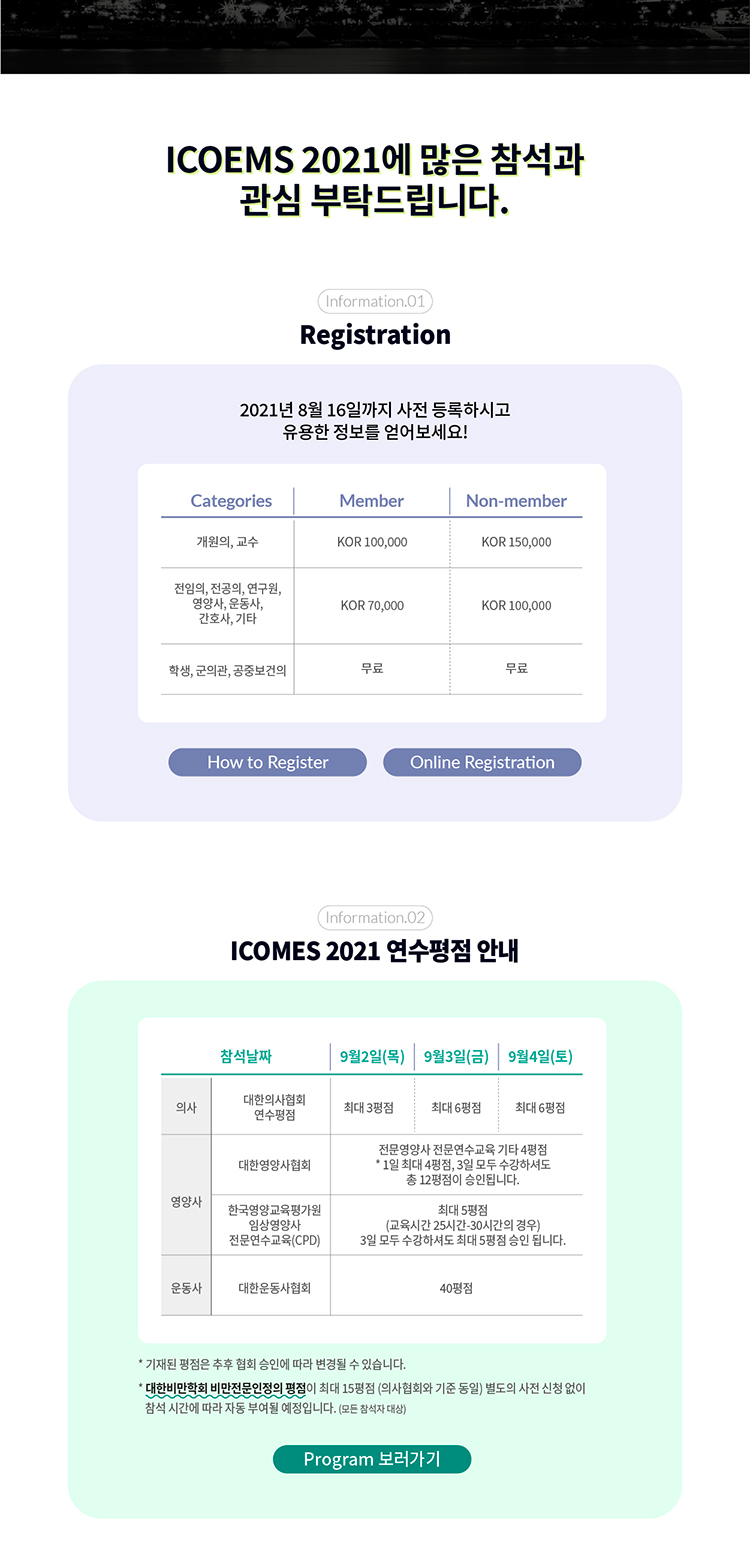 ICOEMS 2021에 많은 참석과
관심 부탁드립니다.
Information.01
Registration
2021년 8월 16일까지 사전 등록하시고
유용한 정보를 얻어보세요!
Categories Member Non-member
개원의, 교수 KOR 100,000 KOR 150,000
전임의, 전공의, 연구원,
영양사, 운동사,
간호사, 기타
KOR 70,000 KOR 100,000
학생, 군의관, 공중보건의 무료 무료
How to Register Online Registration
Information.02
ICOMES 2021 연수평점 안내
참석날짜 9월2일(목) 9월3일(금) 9월4일(토)
의사
대한의사협회
연수평점
최대 3평점 최대 6평점 최대 6평점
영양사
대한영양사협회
전문영양사 전문연수교육 기타 4평점
* 1일 최대 4평점, 3일 모두 수강하셔도
총 12평점이 승인됩니다.
한국영양교육평가원
임상영양사
전문연수교육(CPD)
최대 5평점
(교육시간 25시간-30시간의 경우)
3일 모두 수강하셔도 최대 5평점 승인 됩니다.
운동사 대한운동사협회 40평점
* 기재된 평점은 추후 협회 승인에 따라 변경될 수 있습니다.
* 대한비만학회 비만전문인정의 평점이 최대 15평점 (의사협회와 기준 동일) 별도의 사전 신청 없이
참석 시간에 따라 자동 부여될 예정입니다. (모든 참석자 대상)
Program 보러가기